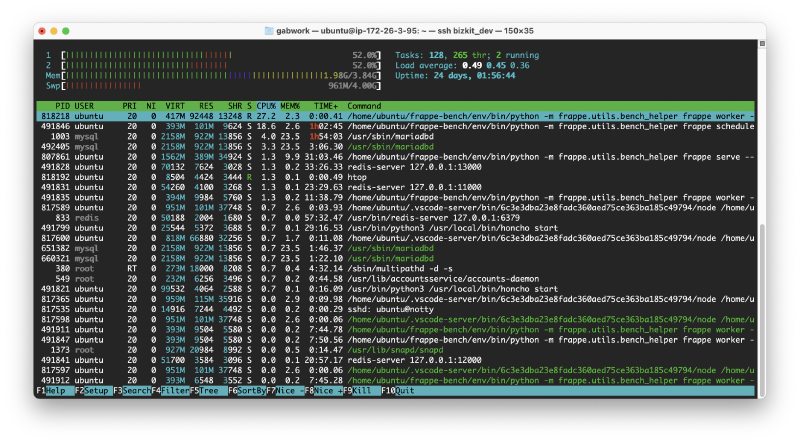 gabwork — ubuntu@ip-172-26-3-95: ~ — ssh bizkit_dev — 150×35
1 [ 52.0%] Tasks: 128, 265 thr; 2 running
2 [ 52.0%] Load average: 0.49 0.45 0.36
Mem[ 1.98G/3.84G] Uptime: 24 days, 01:56:44
Swp[ 961M/4.00G]
PID USER PRI NI VIRT RES SHR S CPU% MEM% TIME+ Command
818218 ubuntu 20 0 417M 92448 13248 R 27.2 2.3 0:00.41 /home/ubuntu/frappe-bench/env/bin/python -m frappe.utils.bench_helper frappe worker -
491846 ubuntu 20 0 393M 101M 9624 S 18.6 2.6 1h02:45 /home/ubuntu/frappe-bench/env/bin/python -m frappe.utils.bench_helper frappe schedule
1003 mysql 20 0 2158M 922M 13856 S 4.0 23.5 1h54:03 /usr/sbin/mariadbd
492405 mysql 20 0 2158M 922M 13856 S 3.3 23.5 3:06.30 /usr/sbin/mariadbd
807861 ubuntu 20 0 1562M 389M 34924 S 1.3 9.9 31:03.46 /home/ubuntu/frappe-bench/env/bin/python -m frappe.utils.bench_helper frappe serve --
491828 ubuntu 20 0 70132 7624 3028 S 1.3 0.2 33:26.33 redis-server 127.0.0.1:13000
818192 ubuntu 20 0 8504 4424 3444 R 1.3 0.1 0:00.49 htop
491831 ubuntu 20 0 54260 4100 3268 S 1.3 0.1 23:29.63 redis-server 127.0.0.1:11000
491835 ubuntu 20 0 394M 9984 5760 S 1.3 0.2 11:38.79 /home/ubuntu/frappe-bench/env/bin/python -m frappe.utils.bench_helper frappe worker -
817589 ubuntu 20 0 951M 101M 37748 S 0.7 2.6 0:03.93 /home/ubuntu/.vscode-server/bin/6c3e3dba23e8fadc360aed75ce363ba185c49794/node /home/u
833 redis 20 0 50188 2004 1680 S 0.7 0.0 57:32.47 /usr/bin/redis-server 127.0.0.1:6379
491799 ubuntu 20 0 25544 5372 3688 S 0.7 0.1 29:16.53 /usr/bin/python3 /usr/local/bin/honcho start
817600 ubuntu 20 0 818M 66880 32256 S 0.7 1.7 0:11.08 /home/ubuntu/.vscode-server/bin/6c3e3dba23e8fadc360aed75ce363ba185c49794/node /home/u
651382 mysql 20 0 2158M 922M 13856 S 0.7 23.5 1:46.37 /usr/sbin/mariadbd
660321 mysql 20 0 2158M 922M 13856 S 0.7 23.5 1:22.10 /usr/sbin/mariadbd
380 root RT 0 273M 18000 8208 S 0.7 0.4 4:32.14 /sbin/multipathd -d -s
549 root 20 0 232M 6256 3496 S 0.7 0.2 0:44.58 /usr/lib/accountsservice/accounts-daemon
491821 ubuntu 20 0 99532 4064 2588 S 0.7 0.1 0:16.09 /usr/bin/python3 /usr/local/bin/honcho start
817365 ubuntu 20 0 959M 115M 35916 S 0.0 2.9 0:09.98 /home/ubuntu/.vscode-server/bin/6c3e3dba23e8fadc360aed75ce363ba185c49794/node /home/u
817535 ubuntu 20 0 14916 7244 4492 S 0.0 0.2 0:00.29 sshd: ubuntu@notty
817598 ubuntu 20 0 951M 101M 37748 S 0.0 2.6 0:00.06 /home/ubuntu/.vscode-server/bin/6c3e3dba23e8fadc360aed75ce363ba185c49794/node /home/u
491911 ubuntu 20 0 393M 9504 5580 S 0.0 0.2 7:44.78 /home/ubuntu/frappe-bench/env/bin/python -m frappe.utils.bench_helper frappe worker -
491847 ubuntu 20 0 393M 9504 5580 S 0.0 0.2 7:50.56 /home/ubuntu/frappe-bench/env/bin/python -m frappe.utils.bench_helper frappe worker -
1373 root 20 0 927M 20984 8992 S 0.0 0.5 0:14.47 /usr/lib/snapd/snapd
491841 ubuntu 20 0 51700 3584 3096 S 0.0 0.1 20:57.17 redis-server 127.0.0.1:12000
817597 ubuntu 20 0 951M 101M 37748 S 0.0 2.6 0:00.06 /home/ubuntu/.vscode-server/bin/6c3e3dba23e8fadc360aed75ce363ba185c49794/node /home/u
491912 ubuntu 20 0 393M 6548 3552 S 0.0 0.2 7:45.28 /home/ubuntu/frappe-bench/env/bin/python -m frappe.utils.bench_helper frappe worker -
F1Help F2Setup F3SearchF4FilterF5Tree F6SortByF7Nice -F8Nice +F9Kill F10Quit